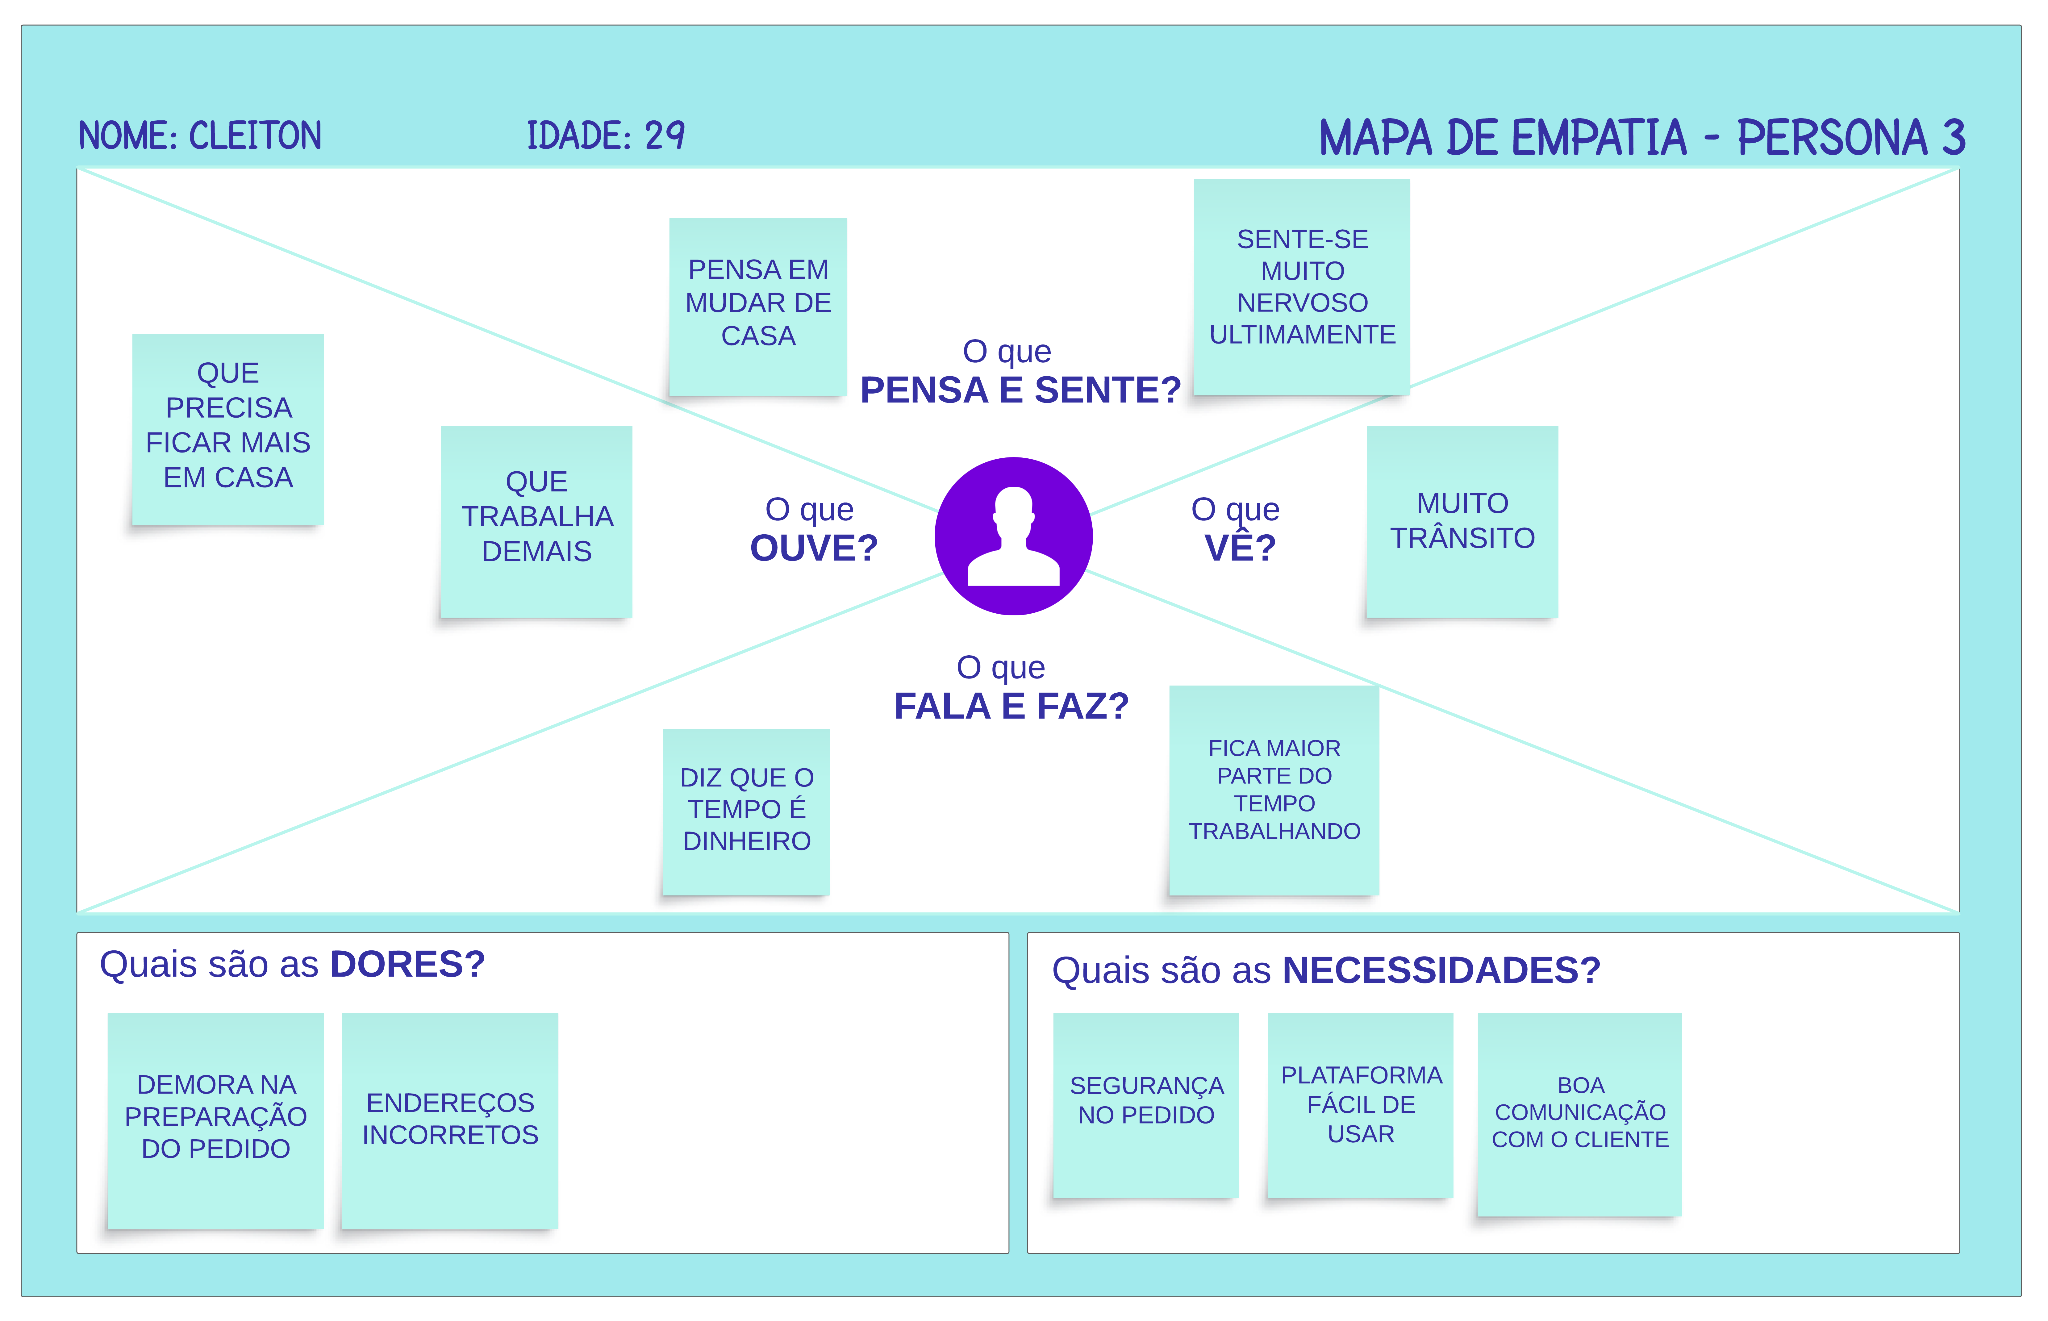 NOME: CLEITON
IDADE: 29
MAPA DE EMPATIA - PERSONA 3
PENSA EM
MUDAR DE
CASA
O que
PENSA E SENTE?
SENTE-SE
MUITO
NERVOSO
ULTIMAMENTE
QUE
PRECISA
FICAR MAIS
EM CASA
QUE
TRABALHA
DEMAIS
O que
OUVE?
O que
VÊ?
MUITO
TRÂNSITO
O que
FALA E FAZ?
DIZ QUE O
TEMPO É
DINHEIRO
FICA MAIOR
PARTE DO
TEMPO
TRABALHANDO
Quais são as DORES?
DEMORA NA
PREPARAÇÃO
DO PEDIDO
ENDEREÇOS
INCORRETOS
Quais são as NECESSIDADES?
SEGURANÇA
NO PEDIDO
PLATAFORMA
FÁCIL DE
USAR
BOA
COMUNICAÇÃO
COM O CLIENTE